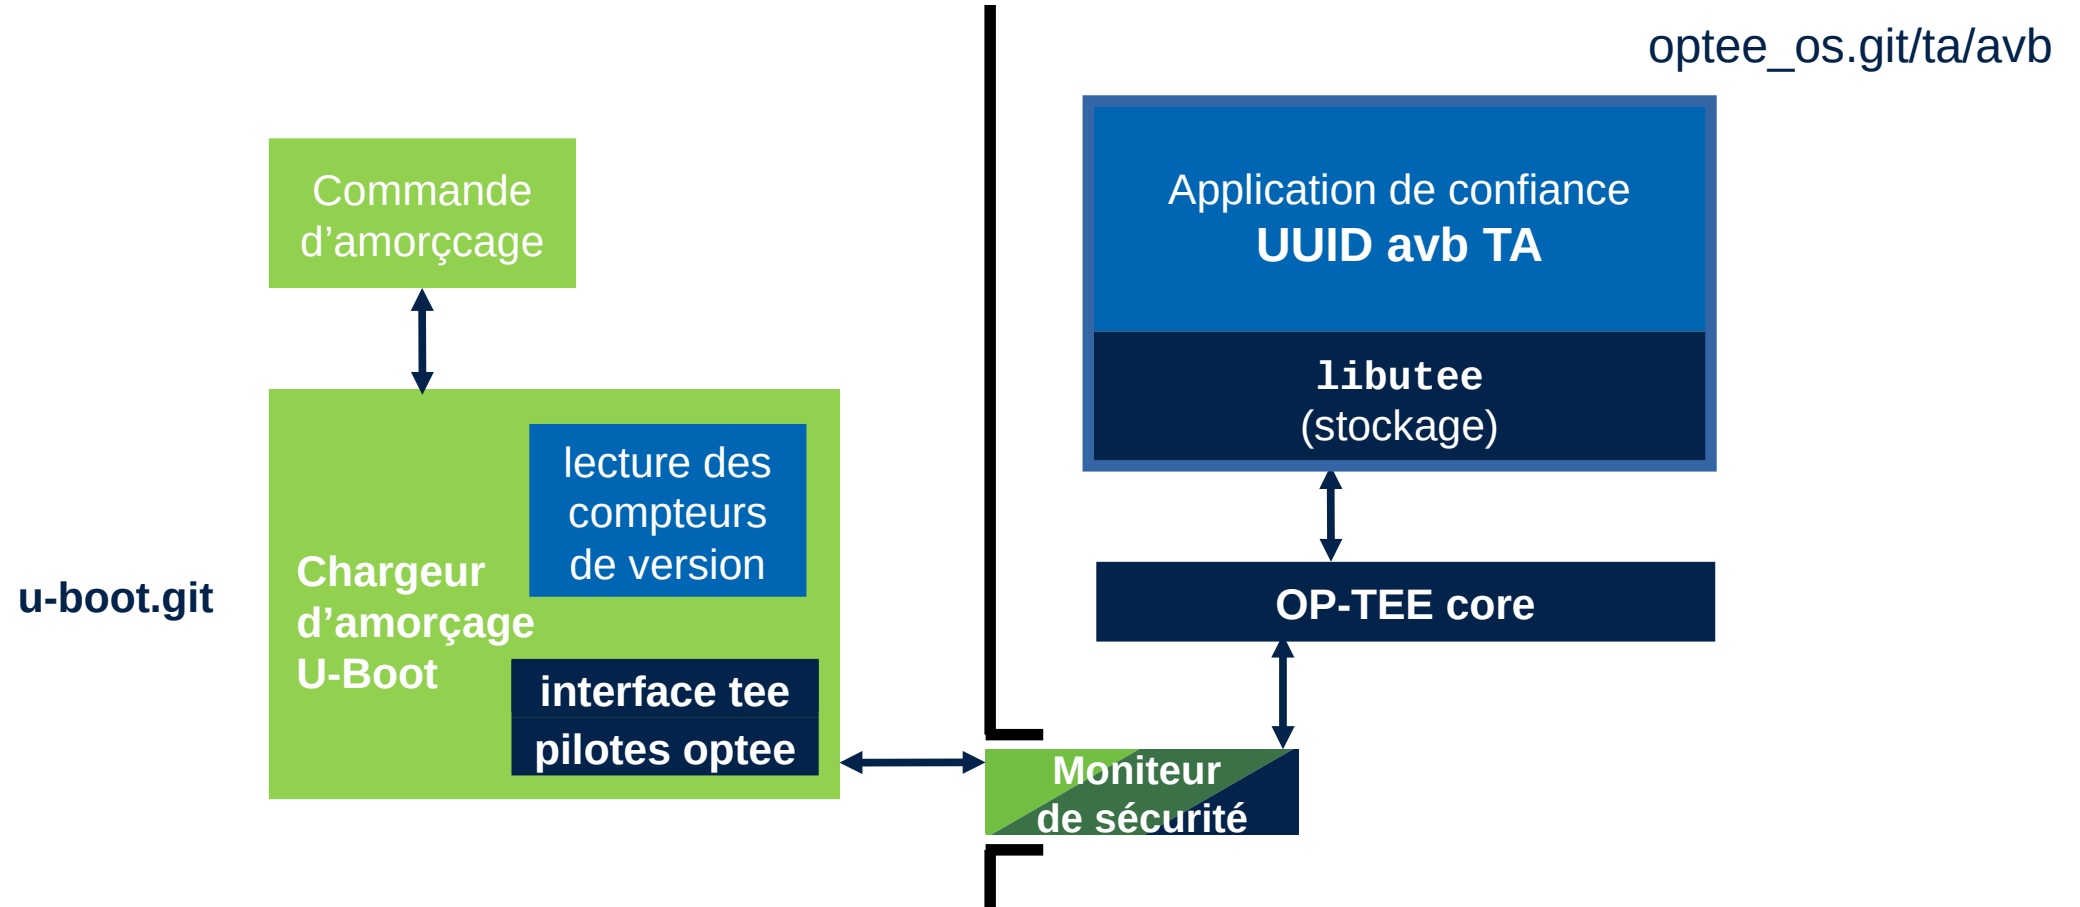 optee_os.git/ta/avb
Commande
d’amorçcage
Application de confiance
UUID avb TA
libutee
(stockage)
lecture des
compteurs
de version
Chargeur
d’amorçage
U-Boot
u-boot.git
interface tee
pilotes optee
OP-TEE core
Moniteur
de sécurité